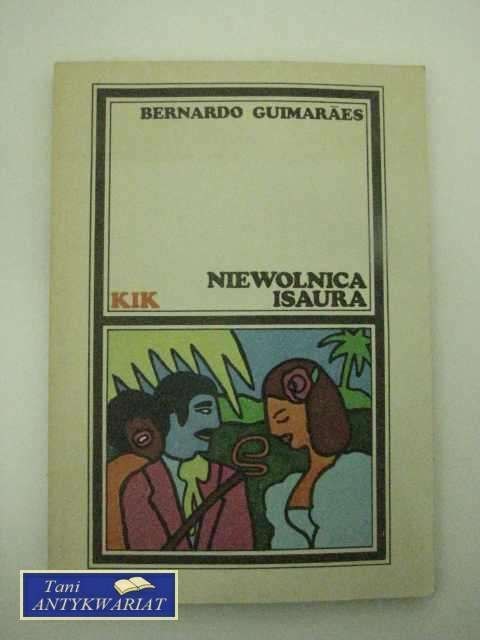 BERNARDO GUIMARÃES
NIEWOLNICA
KIK ISAURA
Tani
ANTYKWARIAT